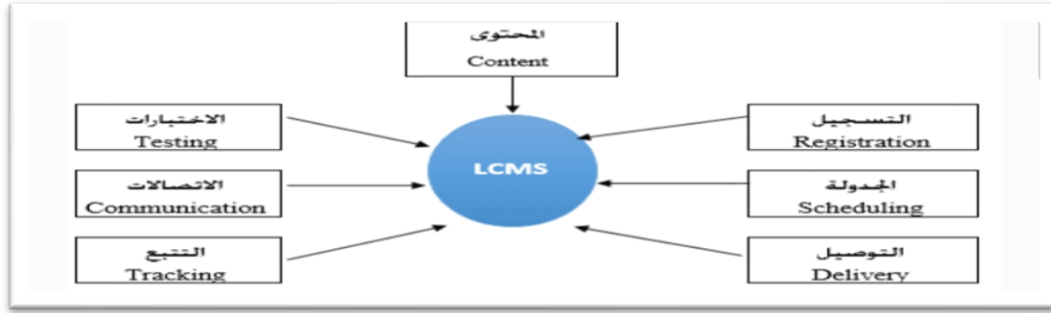 المحتوى
Content
الاختبارات
Testing
التسجيل
Registration
LCMS
الاتصالات
Communication
الجدولة
Scheduling
التتبع
Tracking
التوصيل
Delivery